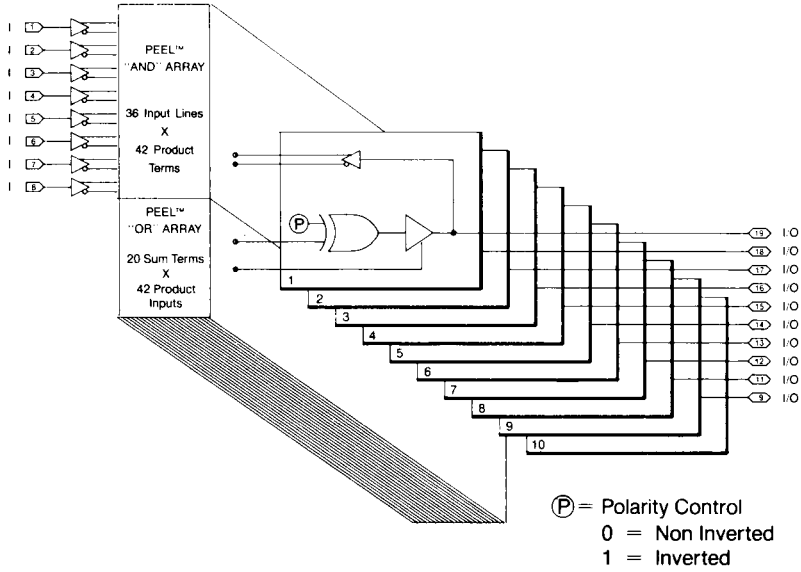 I 1
I 2
I 3
I 4
I 5
I 6
I 7
I 8
PEEL™
"AND" ARRAY
36 Input Lines
X
42 Product
Terms
PEEL™
"OR" ARRAY
20 Sum Terms
X
42 Product
Inputs
P
1
2
3
4
5
6
7
8
9
10
19 I/O
18 I/O
17 I/O
16 I/O
15 I/O
14 I/O
13 I/O
12 I/O
11 I/O
9 I/O
P = Polarity Control
0 = Non Inverted
1 = Inverted